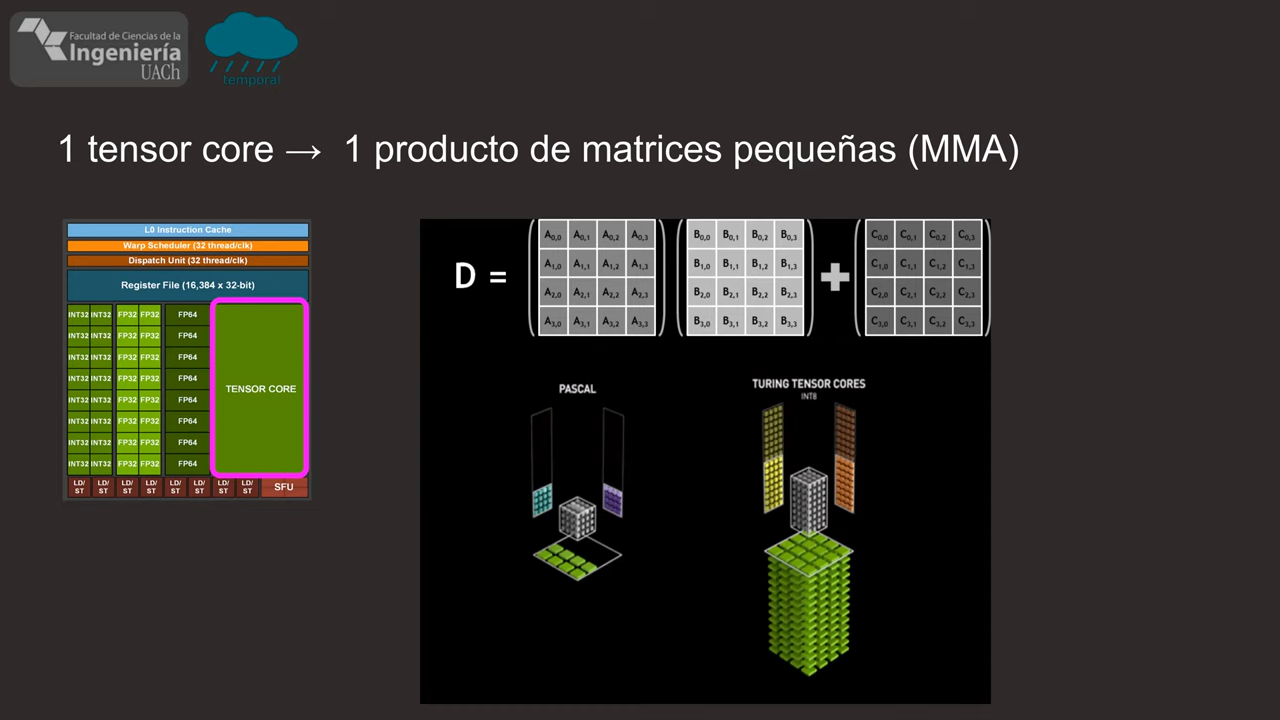 Facultad de Ciencias de la
Ingeniería
UACh
temporal
1 tensor core → 1 producto de matrices pequeñas (MMA)
L0 Instruction Cache
Warp Scheduler (32 thread/clk)
Dispatch Unit (32 thread/clk)
Register File (16,384 x 32-bit)
INT32 INT32 FP32 FP32 FP64
INT32 INT32 FP32 FP32 FP64
INT32 INT32 FP32 FP32 FP64
INT32 INT32 FP32 FP32 FP64
INT32 INT32 FP32 FP32 FP64
INT32 INT32 FP32 FP32 FP64
INT32 INT32 FP32 FP32 FP64
INT32 INT32 FP32 FP32 FP64
TENSOR CORE
LD/ST LD/ST LD/ST LD/ST LD/ST LD/ST LD/ST LD/ST SFU
D =
A0,0 A0,1 A0,2 A0,3
A1,0 A1,1 A1,2 A1,3
A2,0 A2,1 A2,2 A2,3
A3,0 A3,1 A3,2 A3,3
B0,0 B0,1 B0,2 B0,3
B1,0 B1,1 B1,2 B1,3
B2,0 B2,1 B2,2 B2,3
B3,0 B3,1 B3,2 B3,3
+
C0,0 C0,1 C0,2 C0,3
C1,0 C1,1 C1,2 C1,3
C2,0 C2,1 C2,2 C2,3
C3,0 C3,1 C3,2 C3,3
PASCAL
TURING TENSOR CORES
INT8